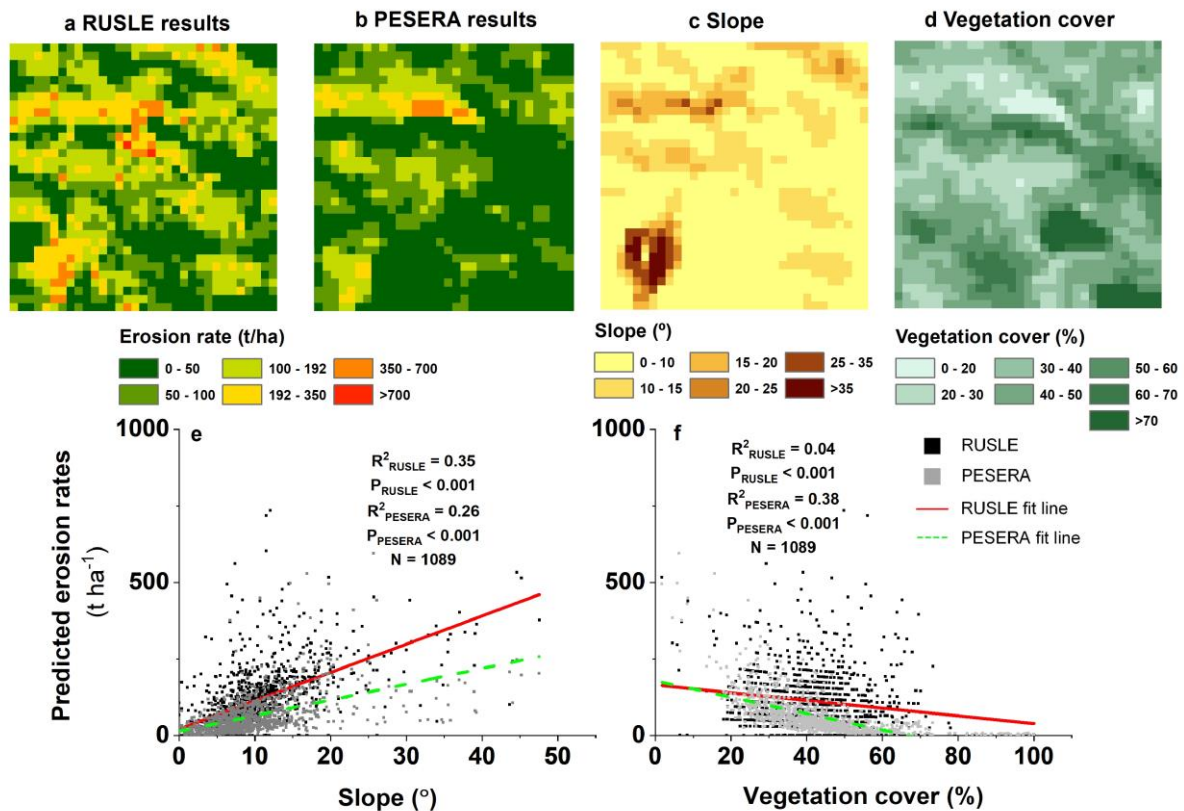 a RUSLE results
b PESERA results
c Slope
d Vegetation cover
Erosion rate (t/ha)
0 - 50
100 - 192
350 - 700
50 - 100
192 - 350
>700
Slope (º)
0 - 10
15 - 20
25 - 35
10 - 15
20 - 25
>35
Vegetation cover (%)
0 - 20
30 - 40
50 - 60
20 - 30
40 - 50
60 - 70
>70
Predicted erosion rates
(t ha⁻¹)
1000
500
0
e
R²RUSLE = 0.35
PRUSLE < 0.001
R²PESERA = 0.26
PPESERA < 0.001
N = 1089
0
10
20
30
40
50
Slope (°)
1000
500
0
f
R²RUSLE = 0.04
PRUSLE < 0.001
R²PESERA = 0.38
PPESERA < 0.001
N = 1089
RUSLE
PESERA
RUSLE fit line
PESERA fit line
0
20
40
60
80
100
Vegetation cover (%)